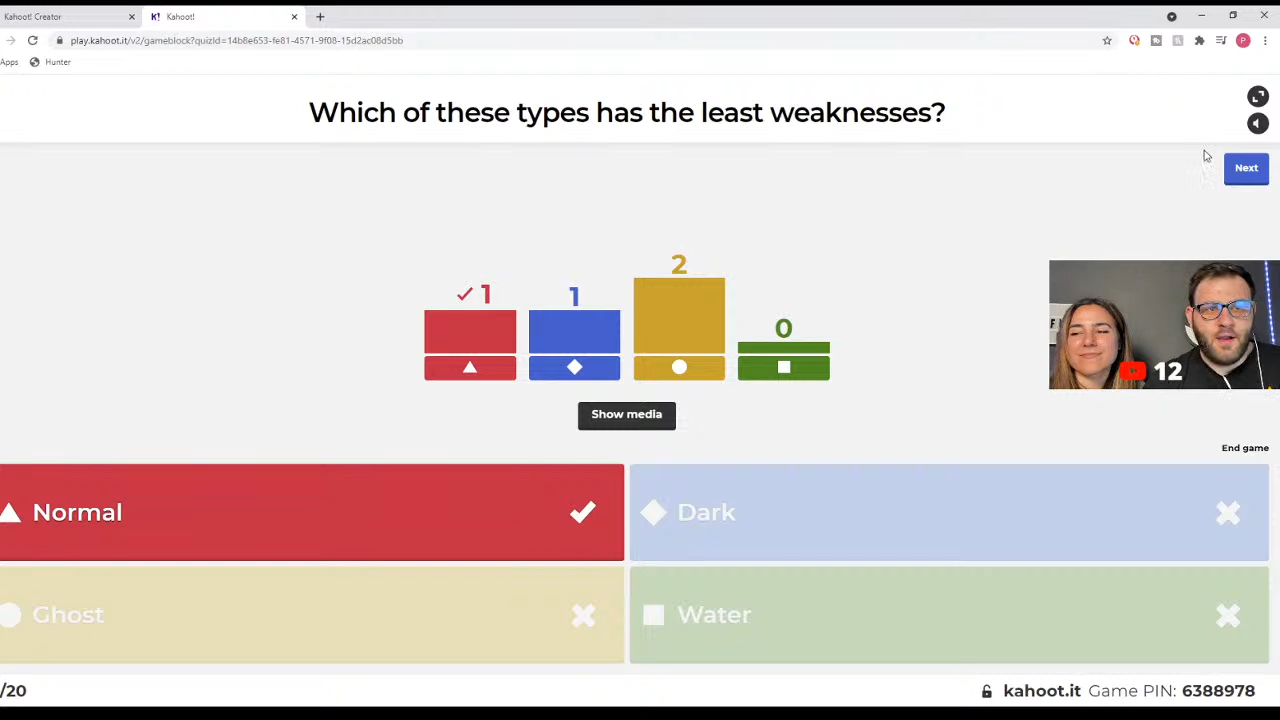 Kahoot! Creator
K! Kahoot!
play.kahoot.it/v2/gameblock?quizId=14b8e653-fe81-4571-9f08-15d2ac08d5bb
P
Apps
Hunter
Which of these types has the least weaknesses?
Next
1
1
2
0
12
Show media
End game
Normal
Dark
Ghost
Water
/20
kahoot.it Game PIN: 6388978